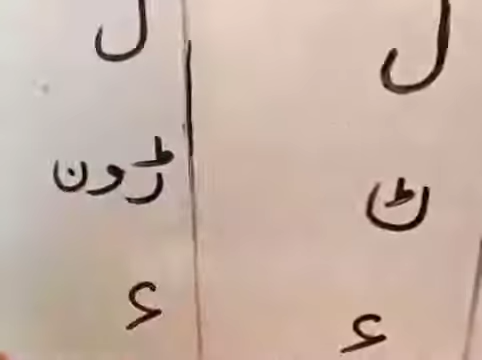 ل ل
ڻ ڑون
ء ء